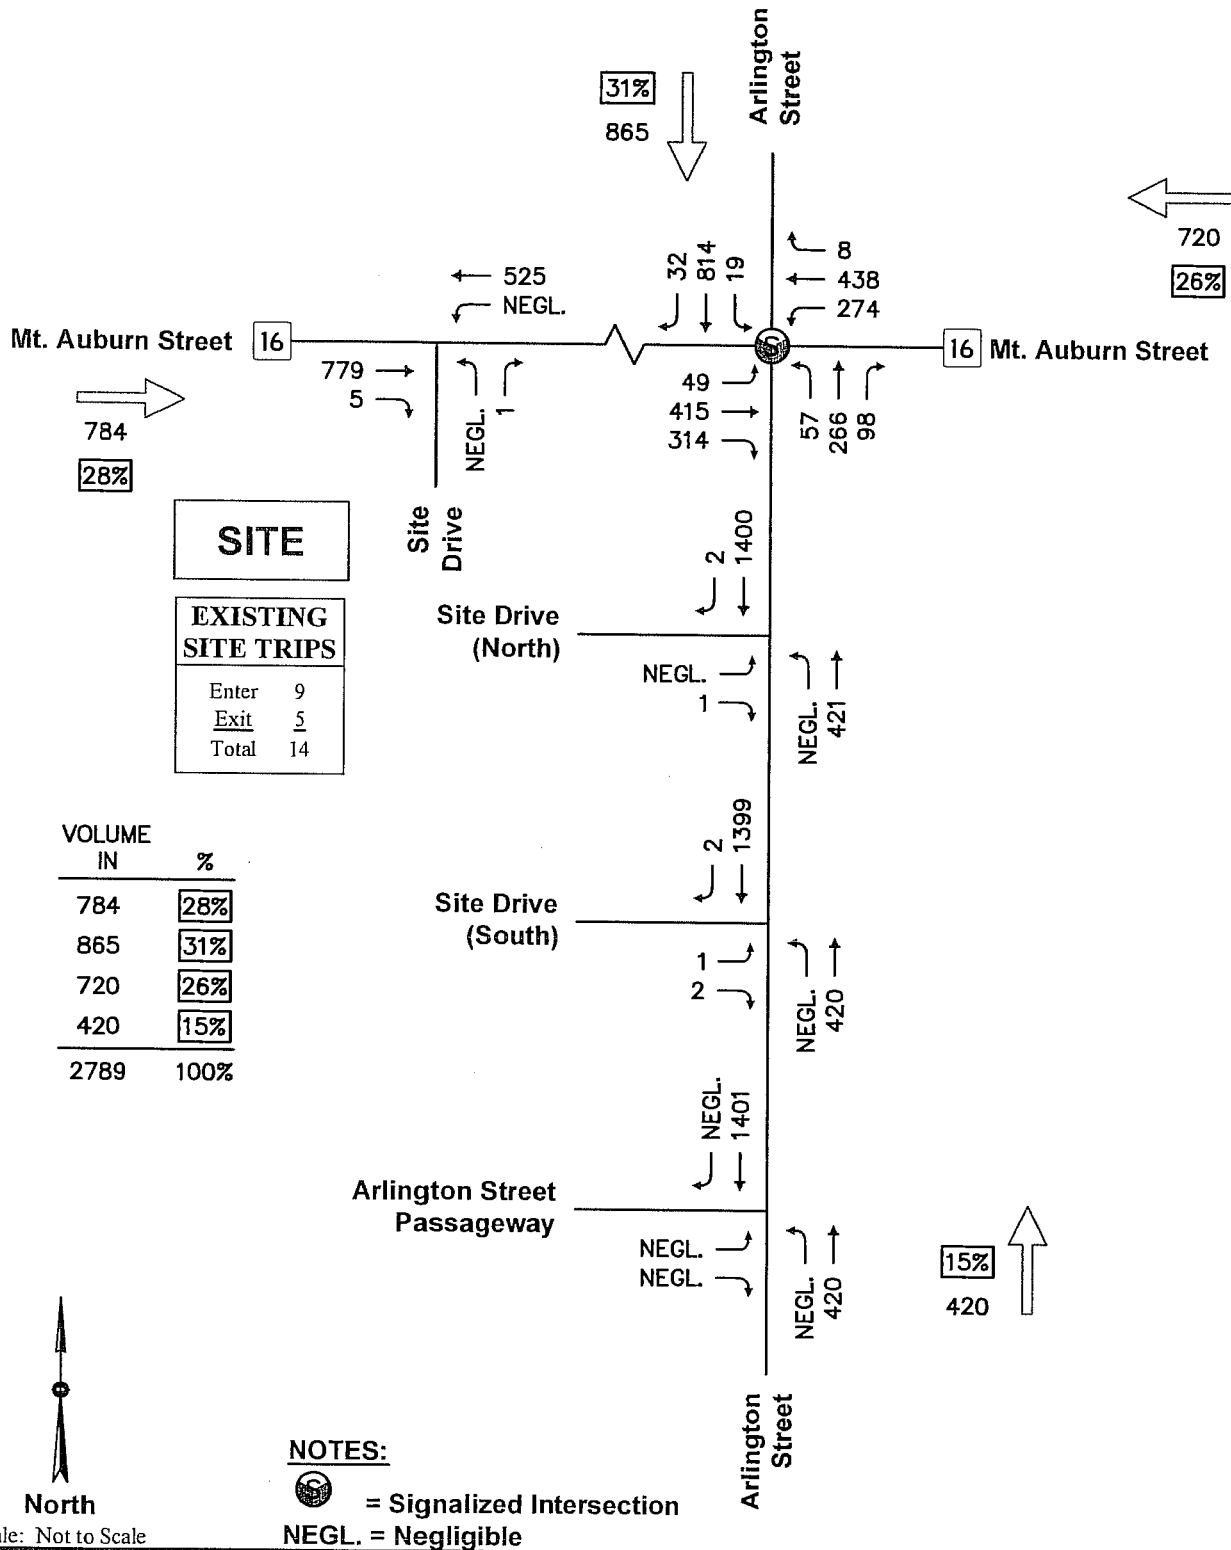 Arlington
Street
31%
865
720
26%
32
814
19
8
438
274
525
NEGL.
Mt. Auburn Street
16
16
Mt. Auburn Street
779
5
NEGL.
1
49
415
314
57
266
98
784
28%
Site
Drive
SITE
EXISTING
SITE TRIPS
Enter 9
Exit 5
Total 14
2
1400
Site Drive
(North)
NEGL.
1
NEGL.
421
2
1399
Site Drive
(South)
1
2
NEGL.
420
VOLUME
IN %
784 28%
865 31%
720 26%
420 15%
2789 100%
NEGL.
1401
Arlington Street
Passageway
NEGL.
NEGL.
NEGL.
420
15%
420
Arlington
Street
North
ale: Not to Scale
NOTES:
S = Signalized Intersection
NEGL. = Negligible